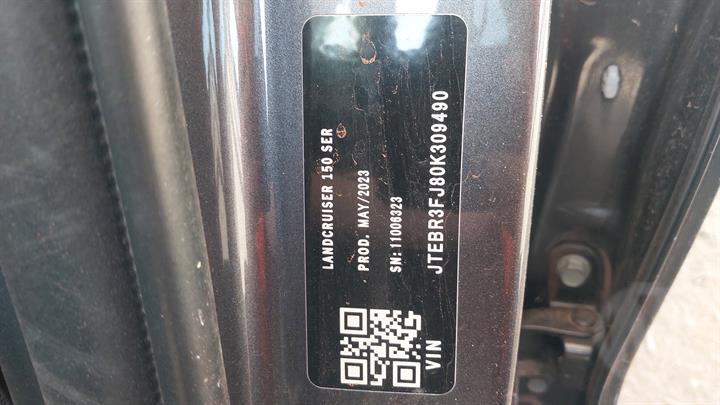 LANDCRUISER 150 SER
PROD. MAY/2023
SN:11006323
JTEBR3FJ80K309490
VIN